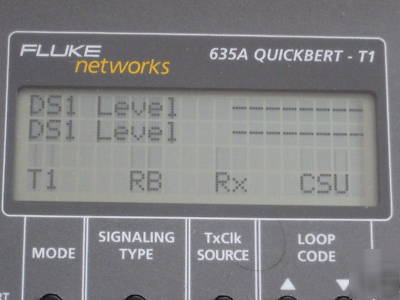 FLUKE networks 635A QUICKBERT - T1
DS1 Level --------
DS1 Level --------
T1 RB Rx CSU
MODE SIGNALING TYPE TxClk SOURCE LOOP CODE